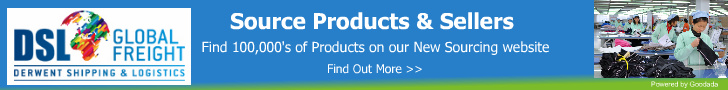 DSL GLOBAL
FREIGHT
DERWENT SHIPPING & LOGISTICS
Source Products & Sellers
Find 100,000's of Products on our New Sourcing website
Find Out More >>
Powered by Goodada